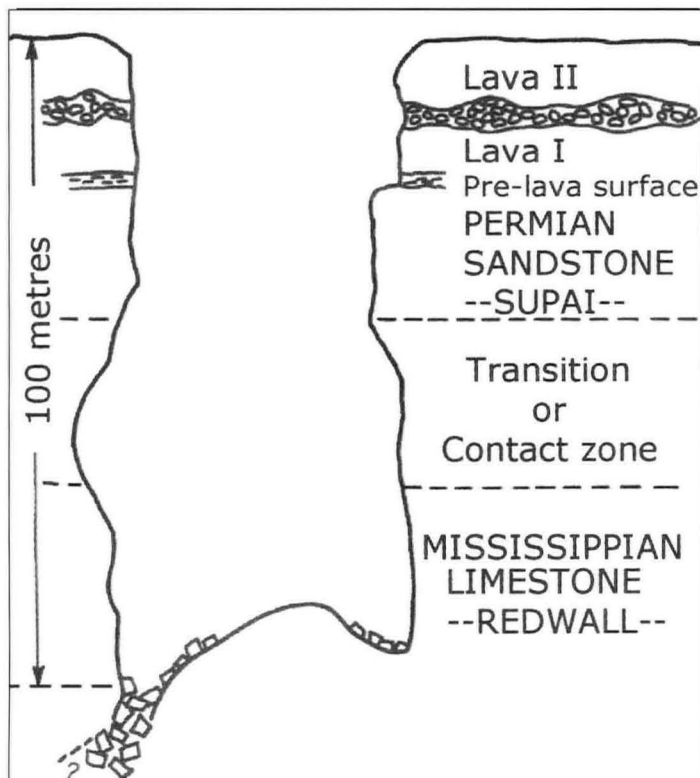 Lava II
Lava I
Pre-lava surface
PERMIAN
SANDSTONE
--SUPAI--
100 metres
Transition
or
Contact zone
MISSISSIPPIAN
LIMESTONE
--REDWALL--
?